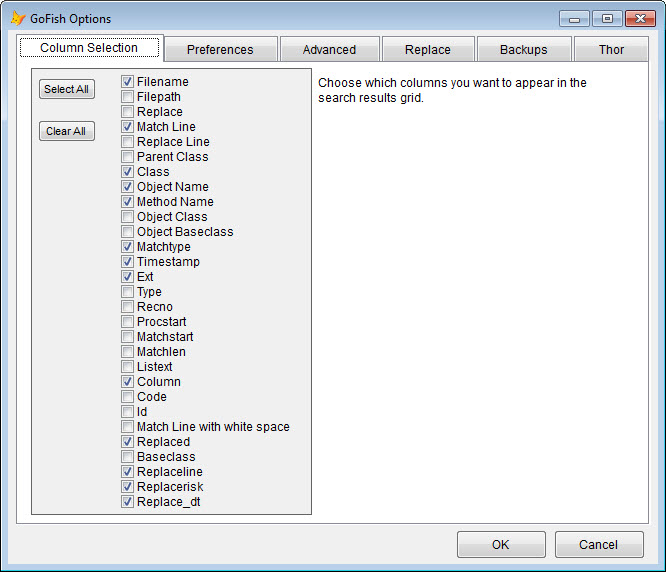 GoFish Options
Column Selection
Preferences
Advanced
Replace
Backups
Thor
Select All
Clear All
Filename
Filepath
Replace
Match Line
Replace Line
Parent Class
Class
Object Name
Method Name
Object Class
Object Baseclass
Matchtype
Timestamp
Ext
Type
Recno
Procstart
Matchstart
Matchlen
Listext
Column
Code
Id
Match Line with white space
Replaced
Baseclass
Replaceline
Replacerisk
Replace_dt
Choose which columns you want to appear in the
search results grid.
OK
Cancel